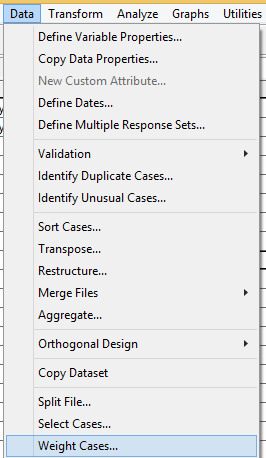 Data Transform Analyze Graphs Utilities
Define Variable Properties...
Copy Data Properties...
New Custom Attribute...
Define Dates...
Define Multiple Response Sets...
Validation
Identify Duplicate Cases...
Identify Unusual Cases...
Sort Cases...
Transpose...
Restructure...
Merge Files
Aggregate...
Orthogonal Design
Copy Dataset
Split File...
Select Cases...
Weight Cases...